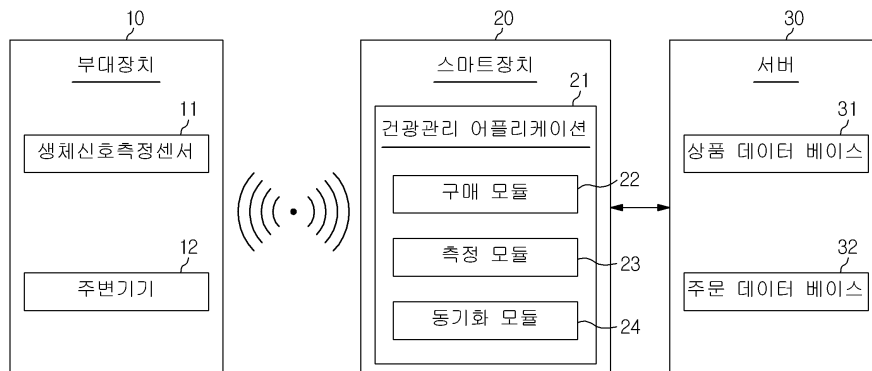 10
부대장치
11
생체신호측정센서
12
주변기기
20
스마트장치
21
건광관리 어플리케이션
구매 모듈
22
측정 모듈
23
동기화 모듈
24
30
서버
31
상품 데이터 베이스
32
주문 데이터 베이스